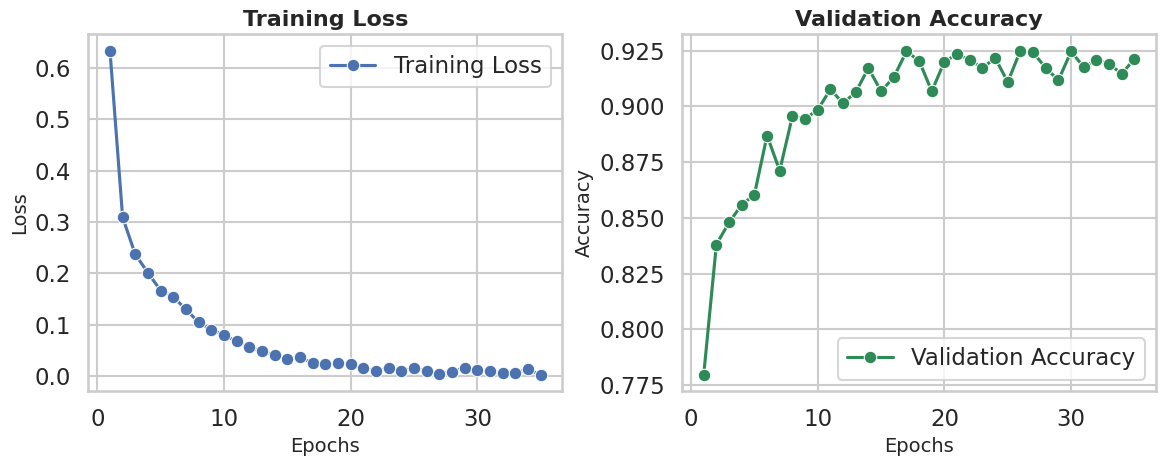 Training Loss
Training Loss
Loss
0.6
0.5
0.4
0.3
0.2
0.1
0.0
0 10 20 30
Epochs
Validation Accuracy
Accuracy
0.925
0.900
0.875
0.850
0.825
0.800
0.775
Validation Accuracy
0 10 20 30
Epochs